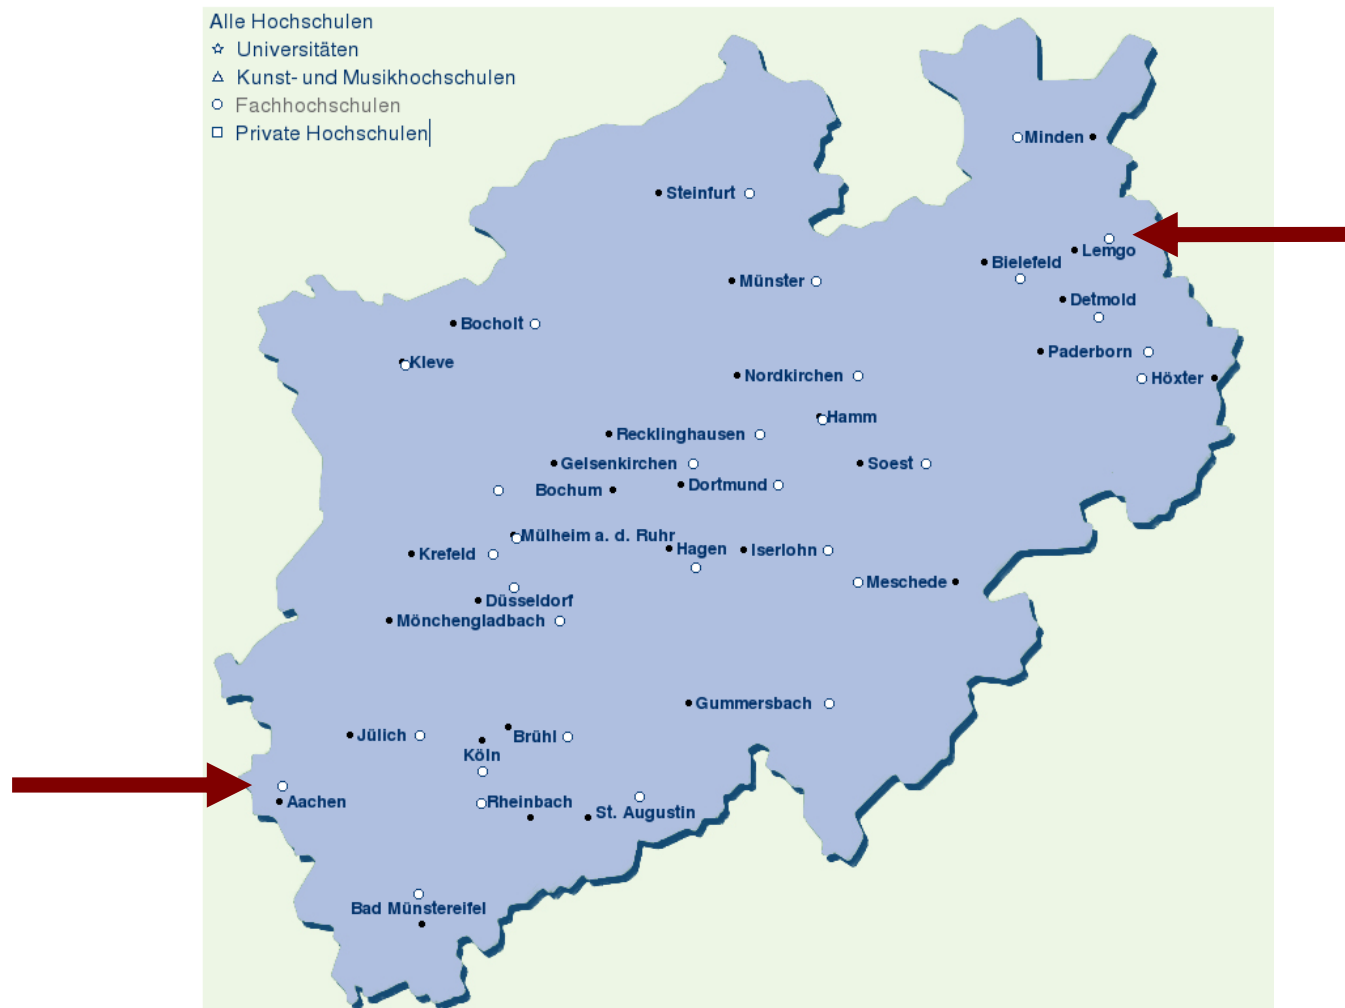 Alle Hochschulen
Universitäten
Kunst- und Musikhochschulen
Fachhochschulen
Private Hochschulen
Minden
Steinfurt
Lemgo
Bielefeld
Münster
Detmold
Bocholt
Paderborn
Kleve
Nordkirchen
Höxter
Hamm
Recklinghausen
Gelsenkirchen
Soest
Dortmund
Bochum
Mülheim a. d. Ruhr
Hagen
Iserlohn
Krefeld
Meschede
Düsseldorf
Mönchengladbach
Gummersbach
Jülich
Brühl
Köln
Aachen
Rheinbach
St. Augustin
Bad Münstereifel